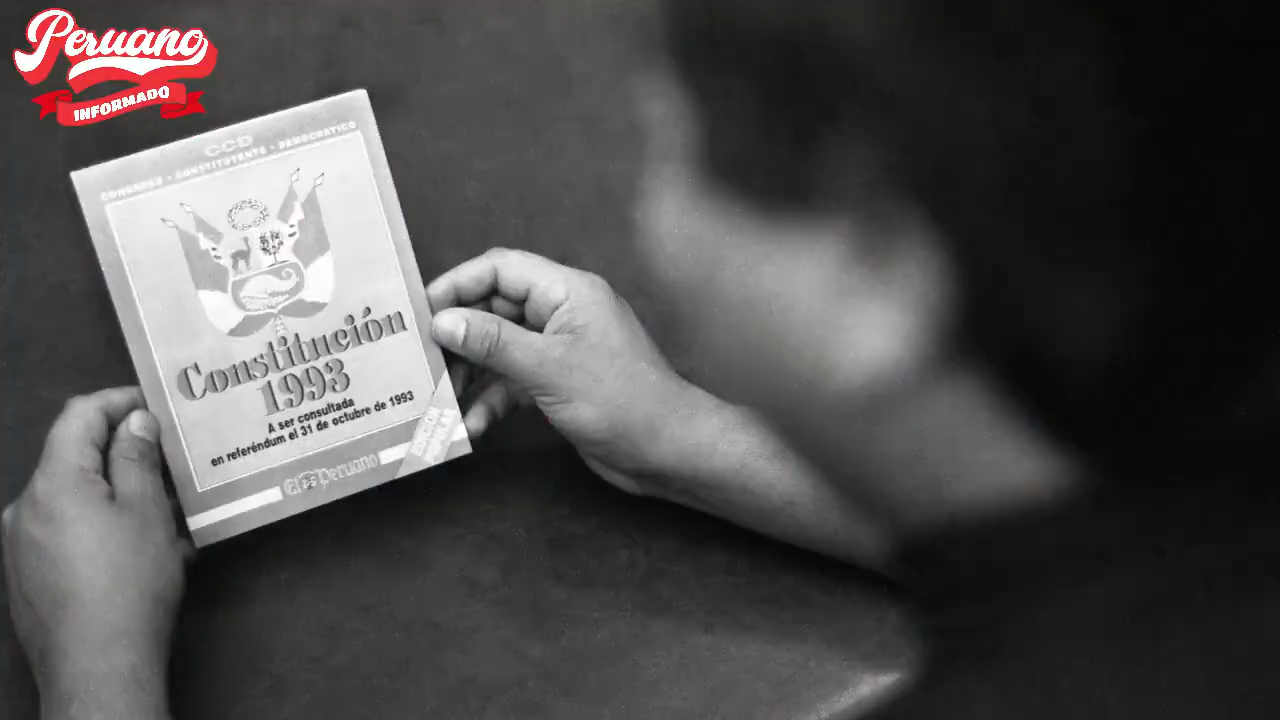 Peruano
INFORMADO
CCD
CONGRESO - CONSTITUYENTE - DEMOCRATICO
Constitución
1993
A ser consultada
en referéndum el 31 de octubre de 1993
EDICION
El Peruano